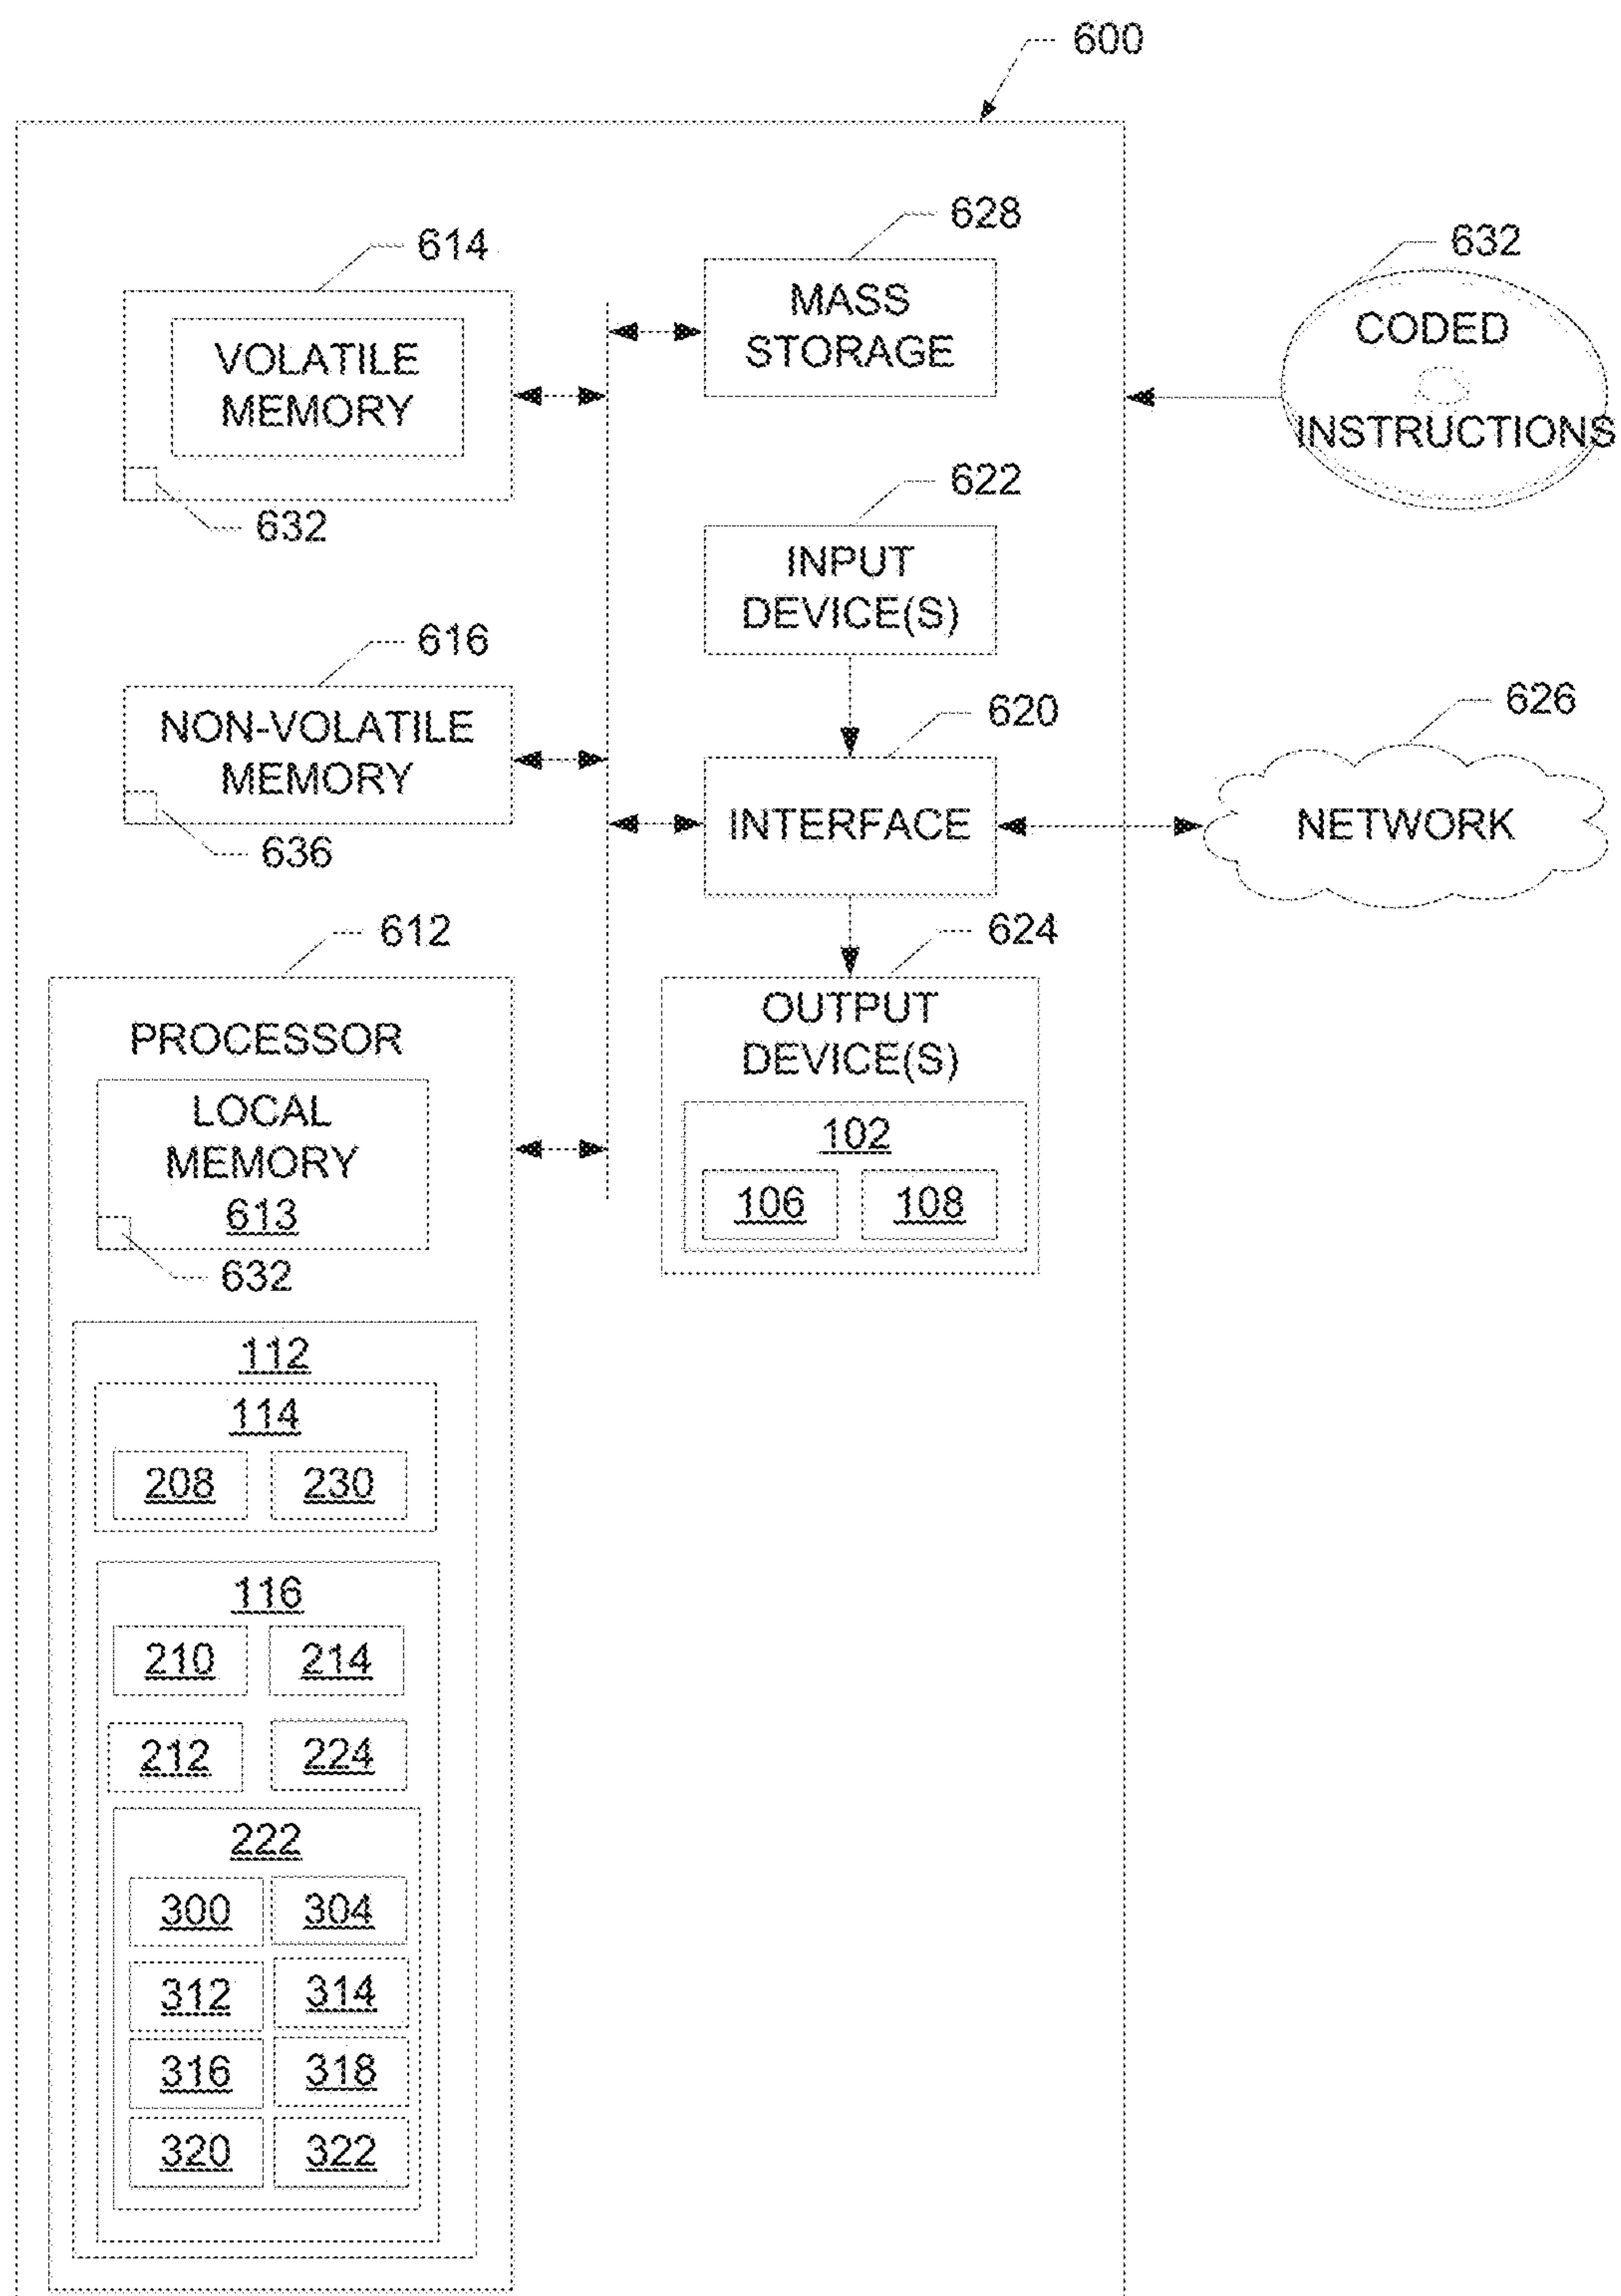 600
628
614
632
MASS
STORAGE
VOLATILE
MEMORY
CODED
INSTRUCTIONS
632
622
INPUT
DEVICE(S)
616
620
626
NON-VOLATILE
MEMORY
INTERFACE
NETWORK
636
612
624
OUTPUT
DEVICE(S)
PROCESSOR
LOCAL
MEMORY
613
102
106 108
632
112
114
208 230
116
210 214
212 224
222
300 304
312 314
316 318
320 322